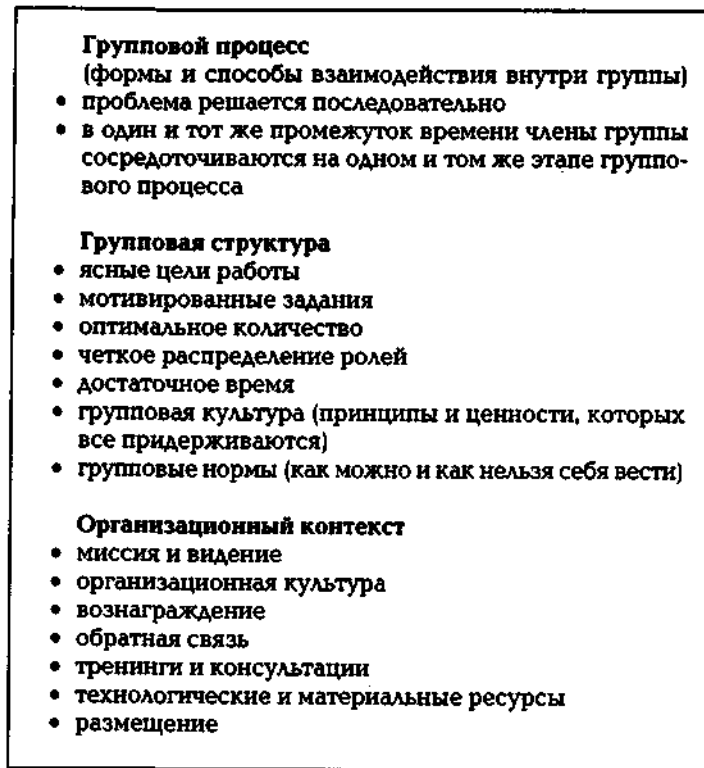 Групповой процесс
(формы и способы взаимодействия внутри группы)
• проблема решается последовательно
• в один и тот же промежуток времени члены группы
сосредоточиваются на одном и том же этапе группо-
вого процесса
Групповая структура
• ясные цели работы
• мотивированные задания
• оптимальное количество
• четкое распределение ролей
• достаточное время
• групповая культура (принципы и ценности, которых
все придерживаются)
• групповые нормы (как можно и как нельзя себя вести)
Организационный контекст
• миссия и видение
• организационная культура
• вознаграждение
• обратная связь
• тренинги и консультации
• технологические и материальные ресурсы
• размещение